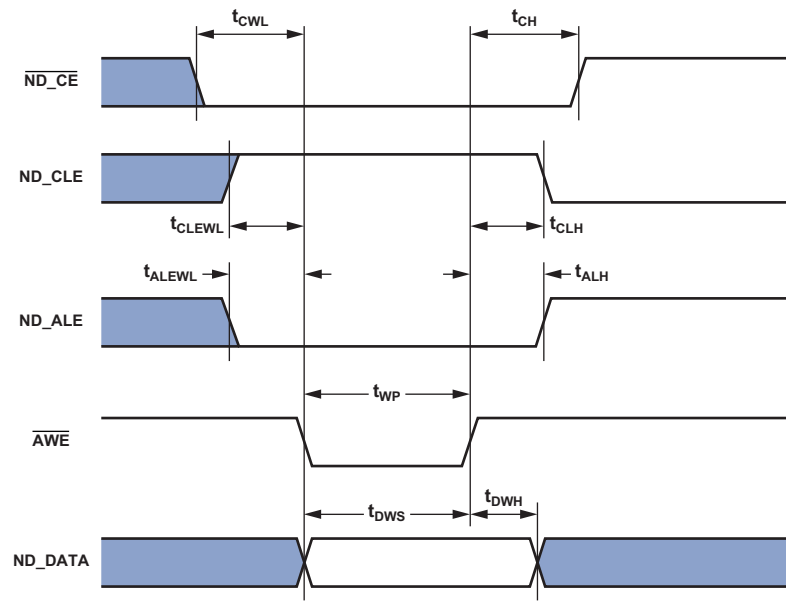 tCWL tCH
ND_CE
ND_CLE
tCLEWL tCLH
tALEWL tALH
ND_ALE
tWP
AWE
tDWS tDWH
ND_DATA